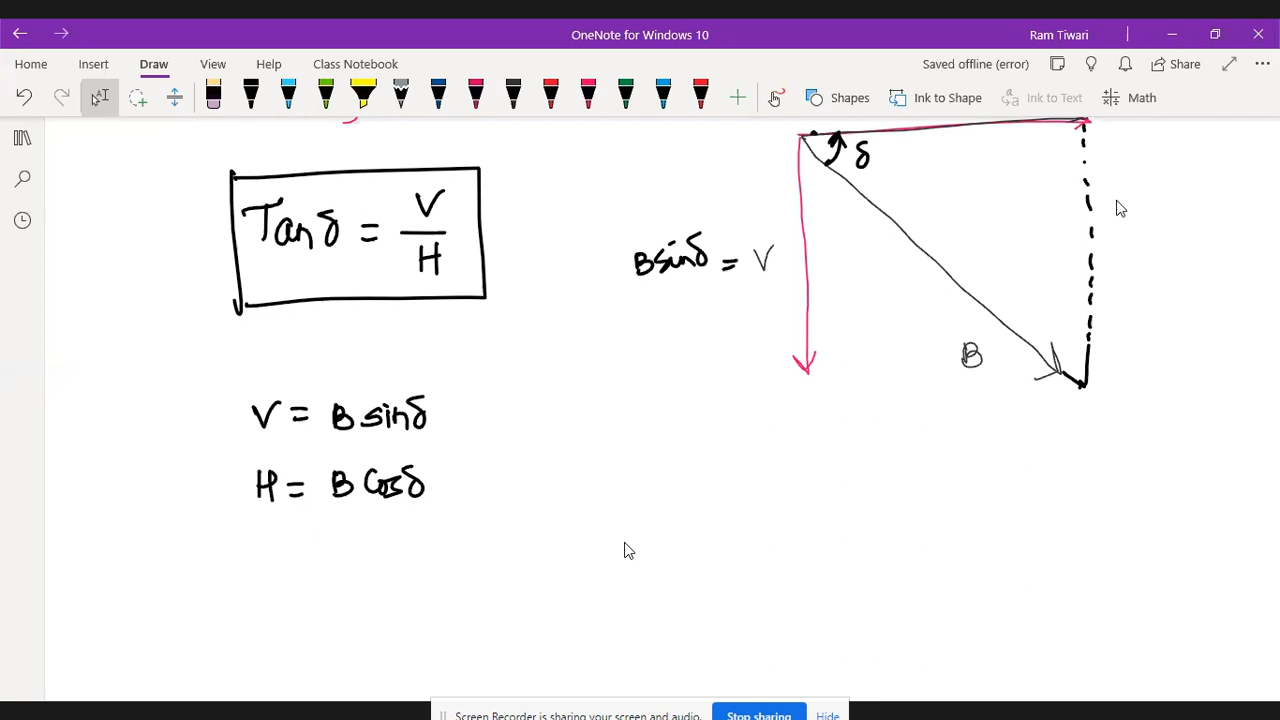 OneNote for Windows 10
Ram Tiwari
Home Insert Draw View Help Class Notebook
Saved offline (error)
Share
Shapes
Ink to Shape
Ink to Text
Math
Tanδ = V/H
δ
Bsinδ = V
B
V = B sinδ
H = B Cosδ
Screen Recorder is sharing your screen and audio.
Stop sharing
Hide